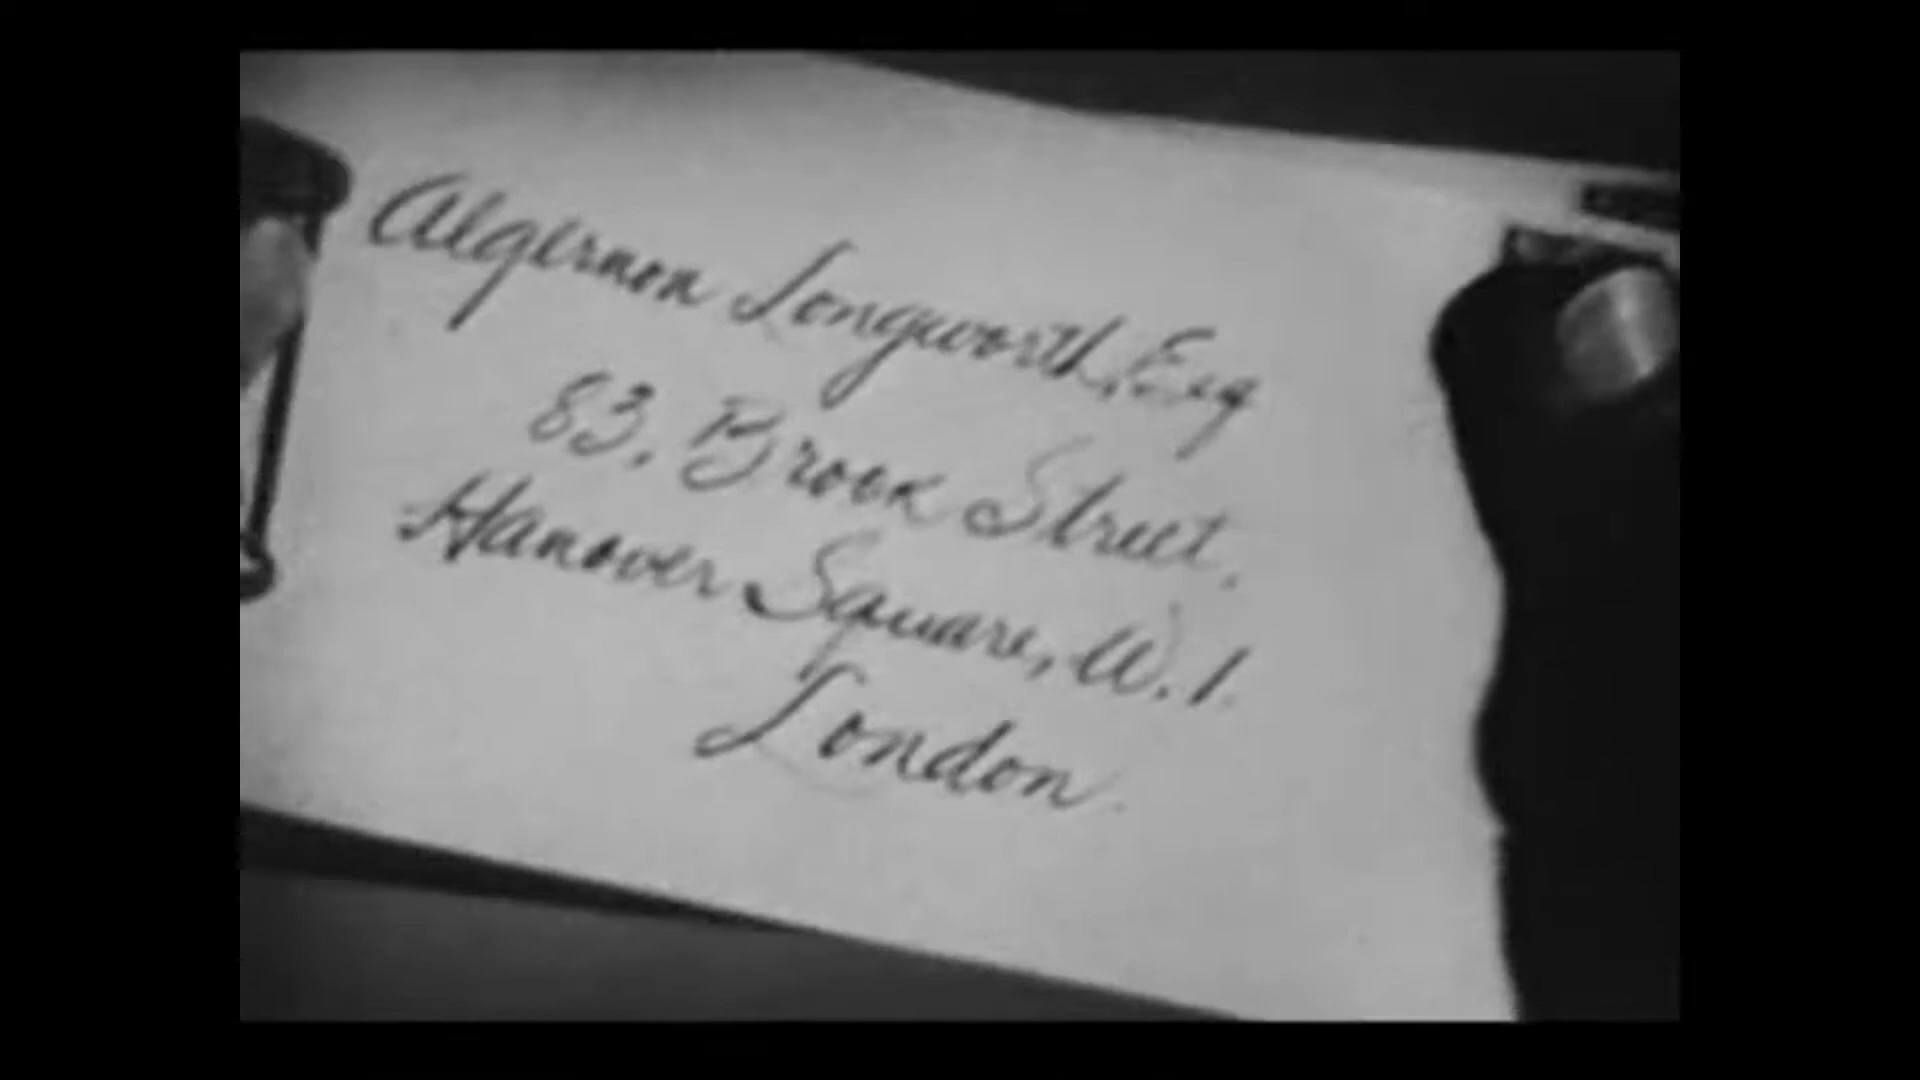 Algernon Longworth, Esq
83, Brook Street,
Hanover Square, W.1.
London.